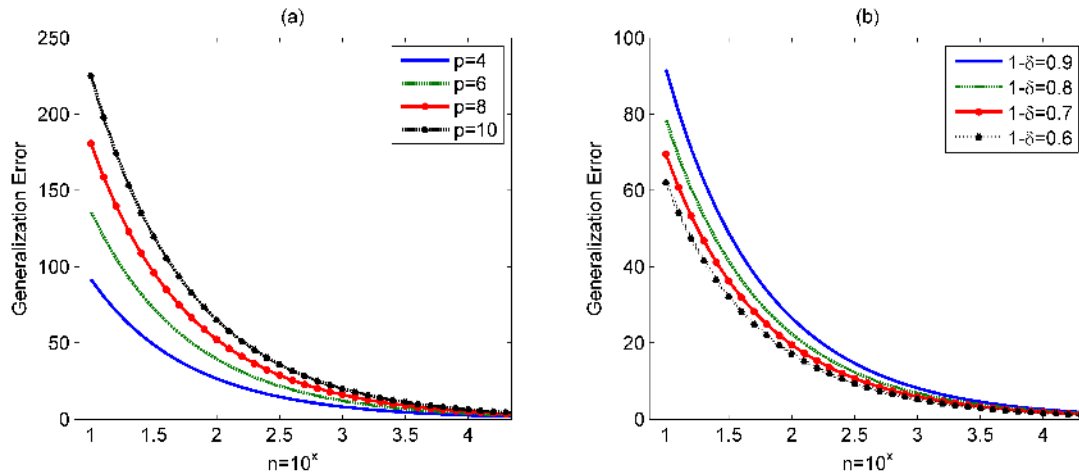 (a)
250
200
150
100
50
0
Generalization Error
1 1.5 2 2.5 3 3.5 4
n=10^x
p=4
p=6
p=8
p=10
(b)
100
80
60
40
20
0
Generalization Error
1 1.5 2 2.5 3 3.5 4
n=10^x
1-δ=0.9
1-δ=0.8
1-δ=0.7
1-δ=0.6